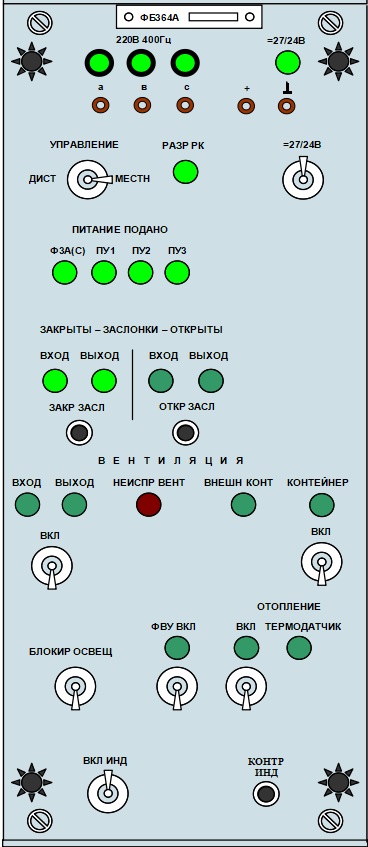 ФБ364А
220В 400Гц =27/24В
а в с + ⊥
УПРАВЛЕНИЕ РАЗР РК =27/24В
ДИСТ МЕСТН
ПИТАНИЕ ПОДАНО
ФЗА(С) ПУ1 ПУ2 ПУ3
ЗАКРЫТЫ – ЗАСЛОНКИ – ОТКРЫТЫ
ВХОД ВЫХОД ВХОД ВЫХОД
ЗАКР ЗАСЛ ОТКР ЗАСЛ
В Е Н Т И Л Я Ц И Я
ВХОД ВЫХОД НЕИСПР ВЕНТ ВНЕШН КОНТ КОНТЕЙНЕР
ВКЛ ВКЛ
ОТОПЛЕНИЕ
ФВУ ВКЛ ВКЛ ТЕРМОДАТЧИК
БЛОКИР ОСВЕЩ
ВКЛ ИНД КОНТР
ИНД